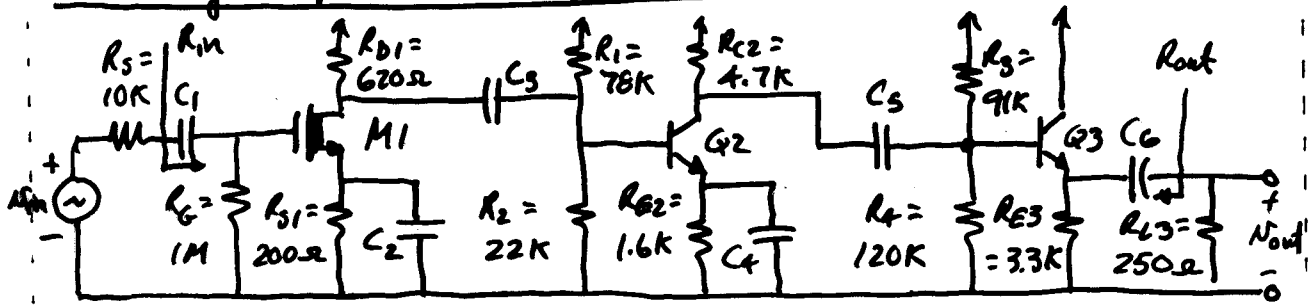 RS = 10K
Rin
C1
RD1 = 620Ω
C3
R1 = 78K
RC2 = 4.7K
R3 = 91K
Rout
C5
M1
Q2
Q3
C6
+
vin
-
RG = 1M
RS1 = 200Ω
C2
R2 = 22K
RE2 = 1.6K
C4
R4 = 120K
RE3 = 3.3K
RL3 = 250Ω
+
vout
-